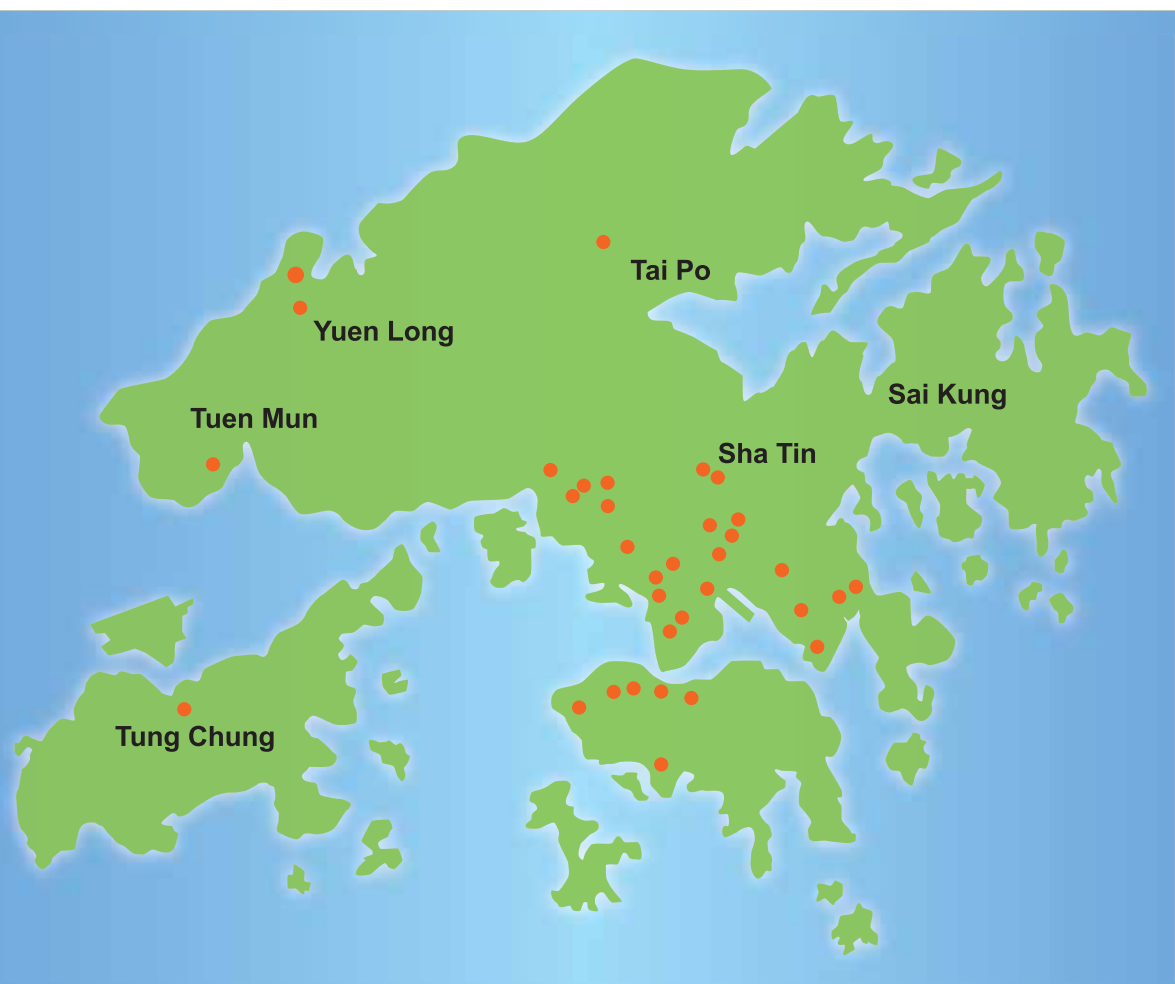 Tai Po
Yuen Long
Sai Kung
Tuen Mun
Sha Tin
Tung Chung